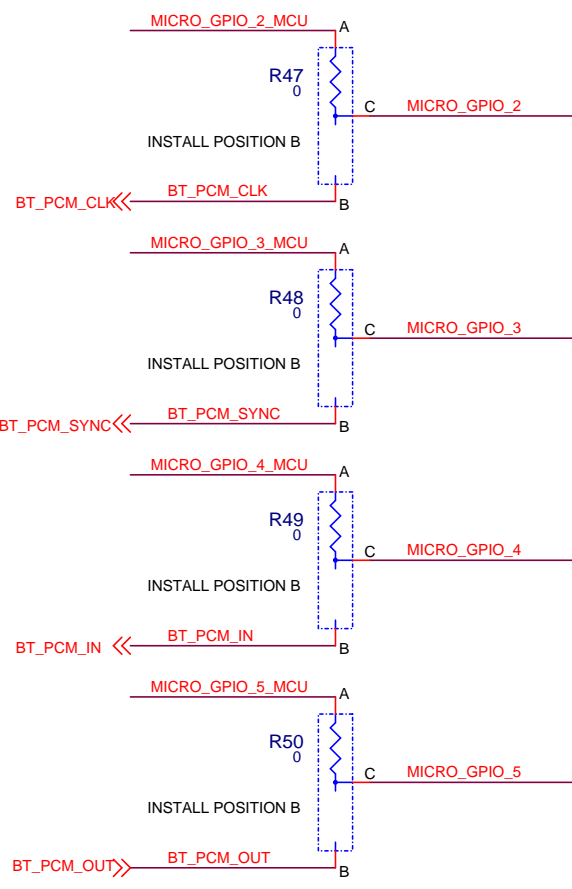 MICRO_GPIO_2_MCU
A
R47
0
C
MICRO_GPIO_2
INSTALL POSITION B
BT_PCM_CLK
BT_PCM_CLK
B
MICRO_GPIO_3_MCU
A
R48
0
C
MICRO_GPIO_3
INSTALL POSITION B
BT_PCM_SYNC
BT_PCM_SYNC
B
MICRO_GPIO_4_MCU
A
R49
0
C
MICRO_GPIO_4
INSTALL POSITION B
BT_PCM_IN
BT_PCM_IN
B
MICRO_GPIO_5_MCU
A
R50
0
C
MICRO_GPIO_5
INSTALL POSITION B
BT_PCM_OUT
BT_PCM_OUT
B